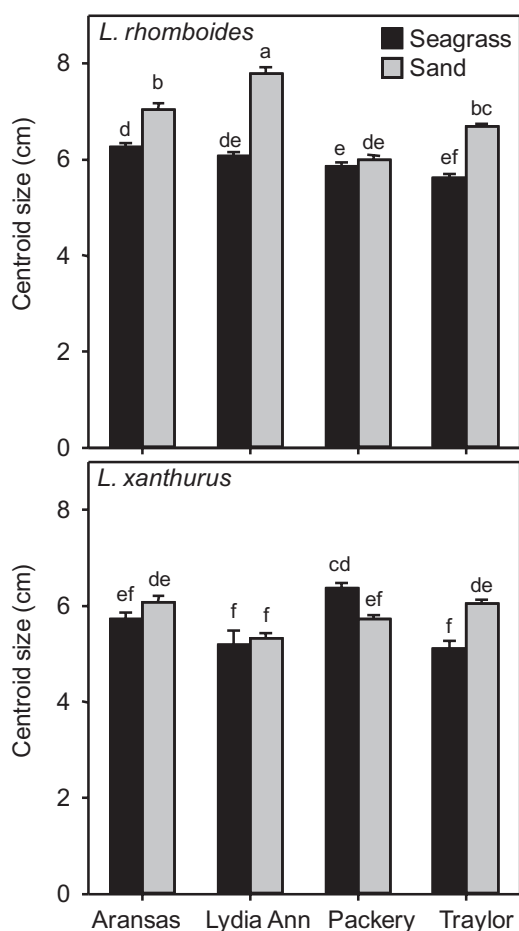 L. rhomboides
Seagrass
Sand
Centroid size (cm)
8
6
4
2
0
d b de a e de ef bc
L. xanthurus
Centroid size (cm)
8
6
4
2
0
ef de f f cd ef f de
Aransas Lydia Ann Packery Traylor